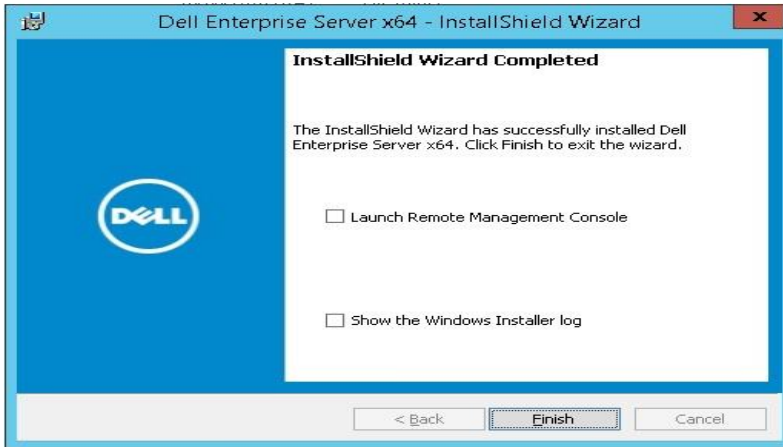 Dell Enterprise Server x64 - InstallShield Wizard
x
InstallShield Wizard Completed
The InstallShield Wizard has successfully installed Dell
Enterprise Server x64. Click Finish to exit the wizard.
DELL
Launch Remote Management Console
Show the Windows Installer log
< Back
Finish
Cancel